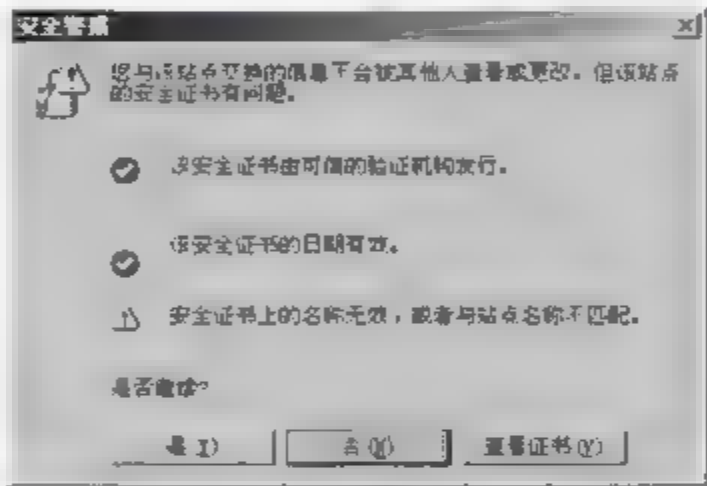 安全警报
您与该站点交换的信息不会被其他人查看或更改。但该站点
的安全证书有问题。
该安全证书由可信的验证机构发行。
该安全证书的日期有效。
安全证书上的名称无效，或者与站点名称不匹配。
是否继续?
是(Y) 否(N) 查看证书(V)